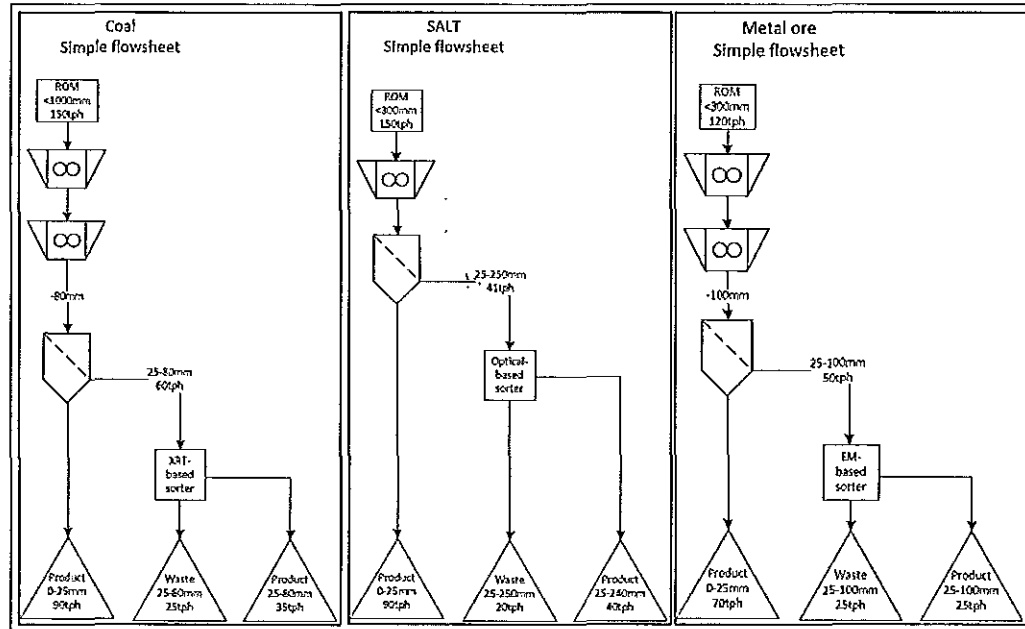 Coal
Simple flowsheet
ROM
<1000mm
150tph
-80mm
25-80mm
60tph
XRT-
based
sorter
Product
0-25mm
90tph
Waste
25-80mm
25tph
Product
25-80mm
35tph
SALT
Simple flowsheet
ROM
<300mm
150tph
25-250mm
Optical-
based
sorter
Product
0-25mm
90tph
Waste
25-250mm
20tph
Product
40tph
Metal ore
Simple flowsheet
ROM
<300mm
120tph
-100mm
25-100mm
50tph
EM-
based
sorter
Product
0-25mm
70tph
Waste
25-100mm
25tph
Product
25-100mm
25tph